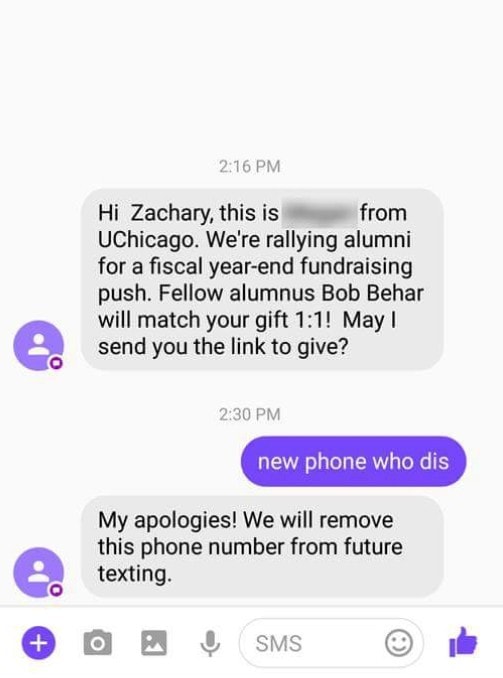 2:16 PM
Hi Zachary, this is from
UChicago. We're rallying alumni
for a fiscal year-end fundraising
push. Fellow alumnus Bob Behar
will match your gift 1:1! May I
send you the link to give?
2:30 PM
new phone who dis
My apologies! We will remove
this phone number from future
texting.
SMS